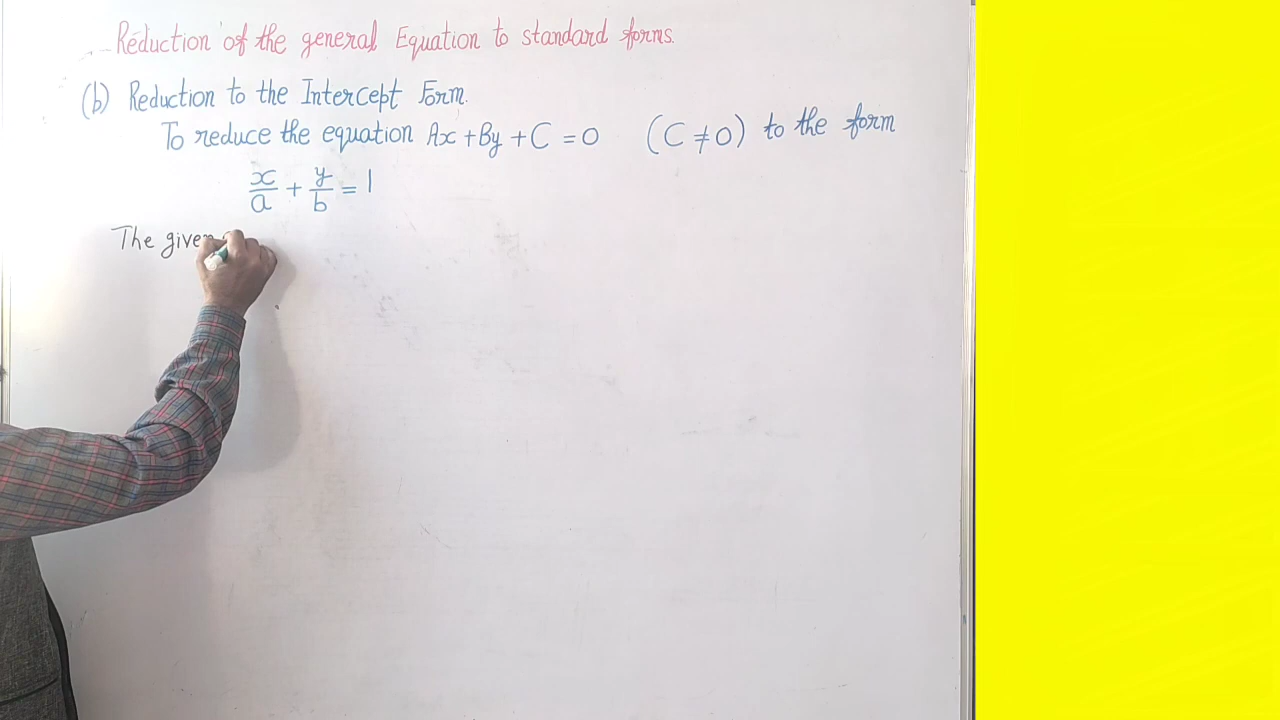 Reduction of the general Equation to standard forms.
(b) Reduction to the Intercept Form.
To reduce the equation Ax + By + C = 0 (C ≠ 0) to the form
x/a + y/b = 1
The given